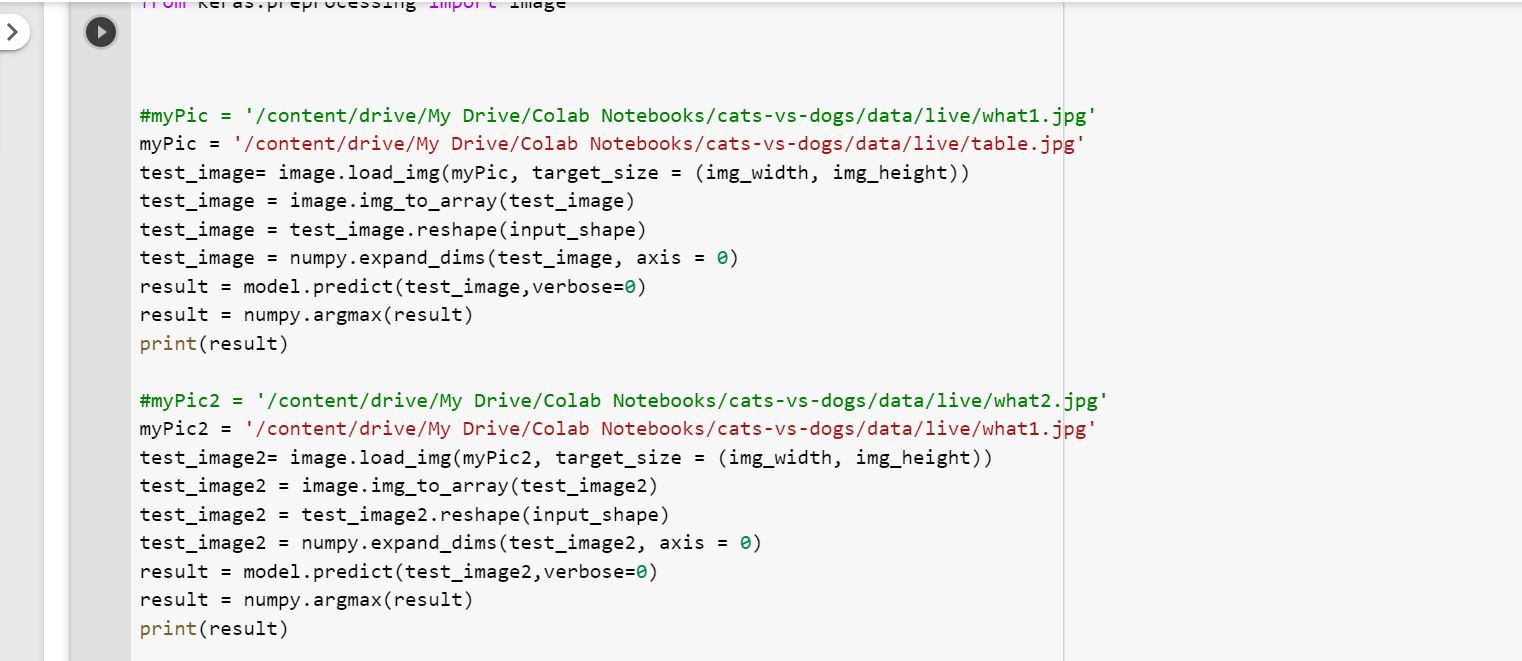 from keras.preprocessing import image
#myPic = '/content/drive/My Drive/Colab Notebooks/cats-vs-dogs/data/live/what1.jpg'
myPic = '/content/drive/My Drive/Colab Notebooks/cats-vs-dogs/data/live/table.jpg'
test_image= image.load_img(myPic, target_size = (img_width, img_height))
test_image = image.img_to_array(test_image)
test_image = test_image.reshape(input_shape)
test_image = numpy.expand_dims(test_image, axis = 0)
result = model.predict(test_image,verbose=0)
result = numpy.argmax(result)
print(result)
#myPic2 = '/content/drive/My Drive/Colab Notebooks/cats-vs-dogs/data/live/what2.jpg'
myPic2 = '/content/drive/My Drive/Colab Notebooks/cats-vs-dogs/data/live/what1.jpg'
test_image2= image.load_img(myPic2, target_size = (img_width, img_height))
test_image2 = image.img_to_array(test_image2)
test_image2 = test_image2.reshape(input_shape)
test_image2 = numpy.expand_dims(test_image2, axis = 0)
result = model.predict(test_image2,verbose=0)
result = numpy.argmax(result)
print(result)